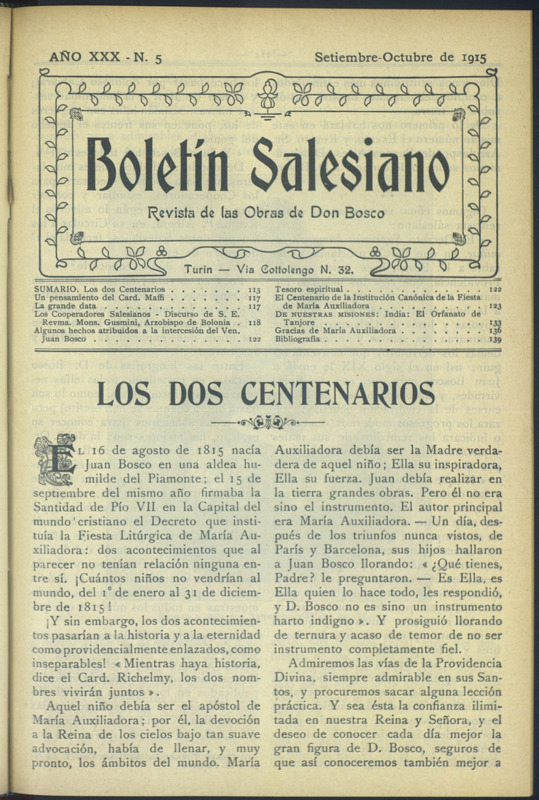 AÑO XXX - N. 5
Setiembre-Octubre de 1915
Boletín Salesiano
Revista de las Obras de Don Bosco
Turín — Via Cottolengo N. 32.
SUMARIO. Los dos Centenarios . . . . . . . 113
Un pensamiento del Card. Maffi . . . . . . . 117
La grande data . . . . . . . . . . . . 117
Los Cooperadores Salesianos - Discurso de S. E.
Revma. Mons. Gusmini, Arzobispo de Bolonia . 118
Algunos hechos atribuidos a la intercesión del Ven.
Juan Bosco . . . . . . . . . . . . . 122
Tesoro espiritual . . . . . . . . . . . . 122
El Centenario de la Institución Canónica de la Fiesta
de María Auxiliadora . . . . . . . . . . 123
DE NUESTRAS MISIONES: India: El Orfanato de
Tanjore . . . . . . . . . . . . . . 133
Gracias de María Auxiliadora . . . . . . . . 136
Bibliografía . . . . . . . . . . . . . . 139
LOS DOS CENTENARIOS
EL 16 de agosto de 1815 nacía
Juan Bosco en una aldea hu-
milde del Piamonte; el 15 de
septiembre del mismo año firmaba la
Santidad de Pío VII en la Capital del
mundo cristiano el Decreto que insti-
tuía la Fiesta Litúrgica de María Au-
xiliadora: dos acontecimientos que al
parecer no tenían relación ninguna en-
tre sí. ¡Cuántos niños no vendrían al
mundo, del 1º de enero al 31 de diciem-
bre de 1815!
¡Y sin embargo, los dos acontecimien-
tos pasarían a la historia y a la eternidad
como providencialmente enlazados, como
inseparables! « Mientras haya historia,
dice el Card. Richelmy, los dos nom-
bres vivirán juntos ».
Aquel niño debía ser el apóstol de
María Auxiliadora; por él, la devoción
a la Reina de los cielos bajo tan suave
advocación, había de llenar, y muy
pronto, los ámbitos del mundo. María
Auxiliadora debía ser la Madre verda-
dera de aquel niño; Ella su inspiradora,
Ella su fuerza. Juan debía realizar en
la tierra grandes obras. Pero él no era
sino el instrumento. El autor principal
era María Auxiliadora. — Un día, des-
pués de los triunfos nunca vistos, de
París y Barcelona, sus hijos hallaron
a Juan Bosco llorando: « ¿Qué tienes,
Padre? le preguntaron. — Es Ella, es
Ella quien lo hace todo, les respondió,
y D. Bosco no es sino un instrumento
harto indigno ». Y prosiguió llorando
de ternura y acaso de temor de no ser
instrumento completamente fiel.
Admiremos las vías de la Providencia
Divina, siempre admirable en sus San-
tos, y procuremos sacar alguna lección
práctica. Y sea ésta la confianza ilimi-
tada en nuestra Reina y Señora, y el
deseo de conocer cada día mejor la
gran figura de D. Bosco, seguros de
que así conoceremos también mejor a